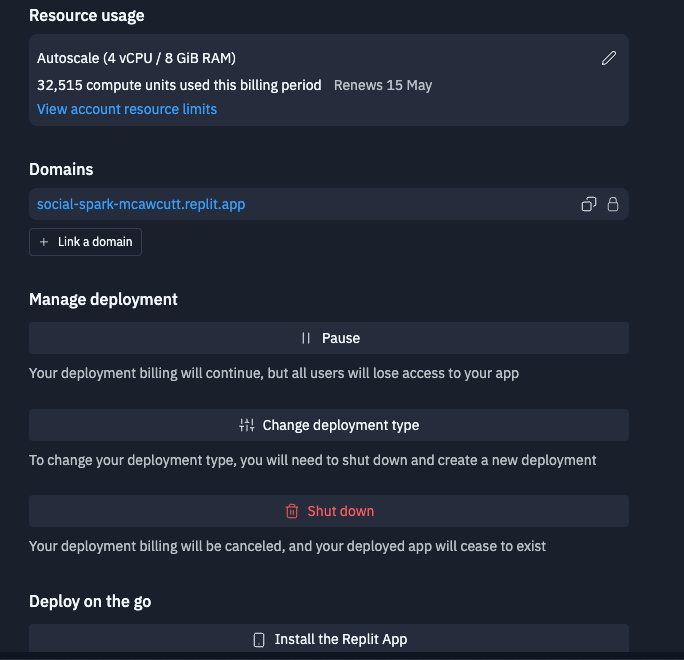 Resource usage
Autoscale (4 vCPU / 8 GiB RAM)
32,515 compute units used this billing period Renews 15 May
View account resource limits
Domains
social-spark-mcawcutt.replit.app
+ Link a domain
Manage deployment
Pause
Your deployment billing will continue, but all users will lose access to your app
Change deployment type
To change your deployment type, you will need to shut down and create a new deployment
Shut down
Your deployment billing will be canceled, and your deployed app will cease to exist
Deploy on the go
Install the Replit App